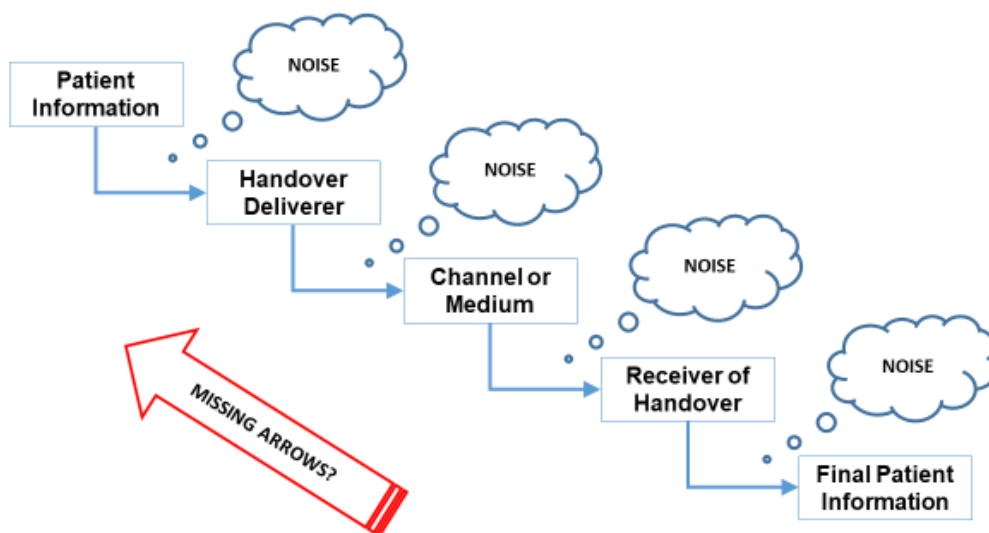 NOISE
Patient
Information
NOISE
Handover
Deliverer
NOISE
Channel or
Medium
NOISE
Receiver of
Handover
MISSING ARROWS?
Final Patient
Information